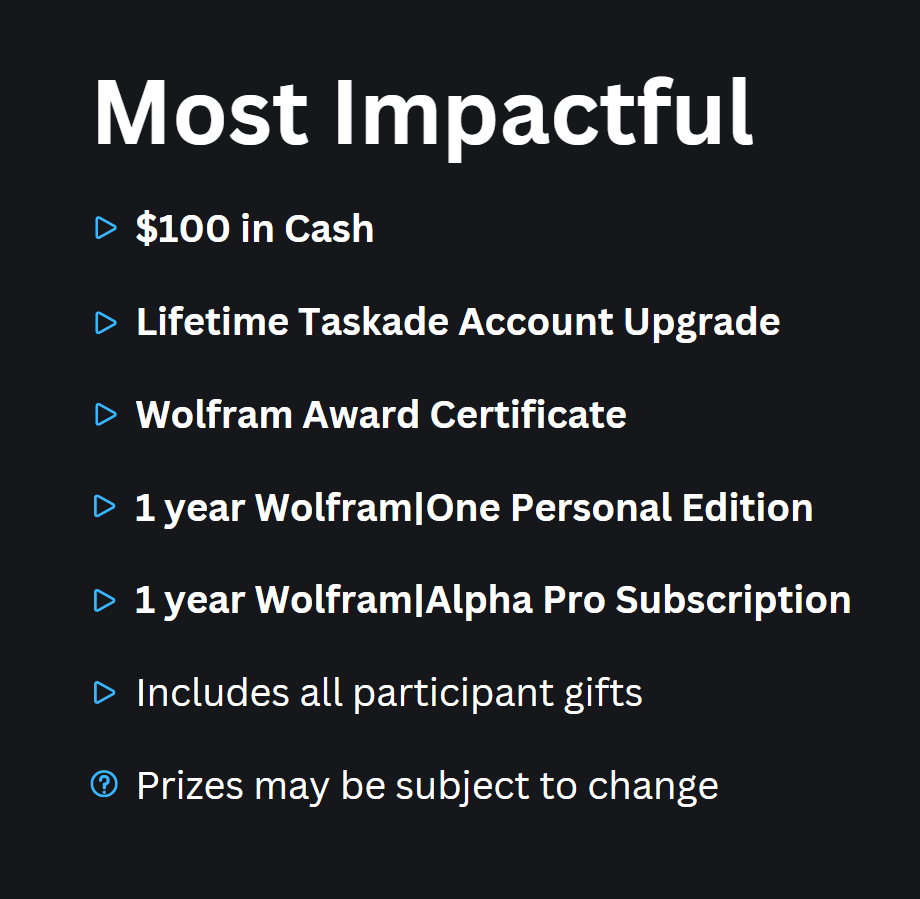 Most Impactful
$100 in Cash
Lifetime Taskade Account Upgrade
Wolfram Award Certificate
1 year Wolfram|One Personal Edition
1 year Wolfram|Alpha Pro Subscription
Includes all participant gifts
Prizes may be subject to change